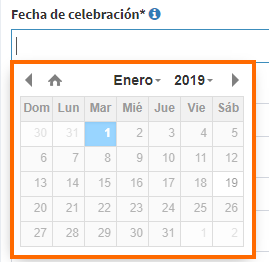 Fecha de celebración*
Enero 2019
Dom Lun Mar Mié Jue Vie Sáb
30 31 1 2 3 4 5
6 7 8 9 10 11 12
13 14 15 16 17 18 19
20 21 22 23 24 25 26
27 28 29 30 31 1 2